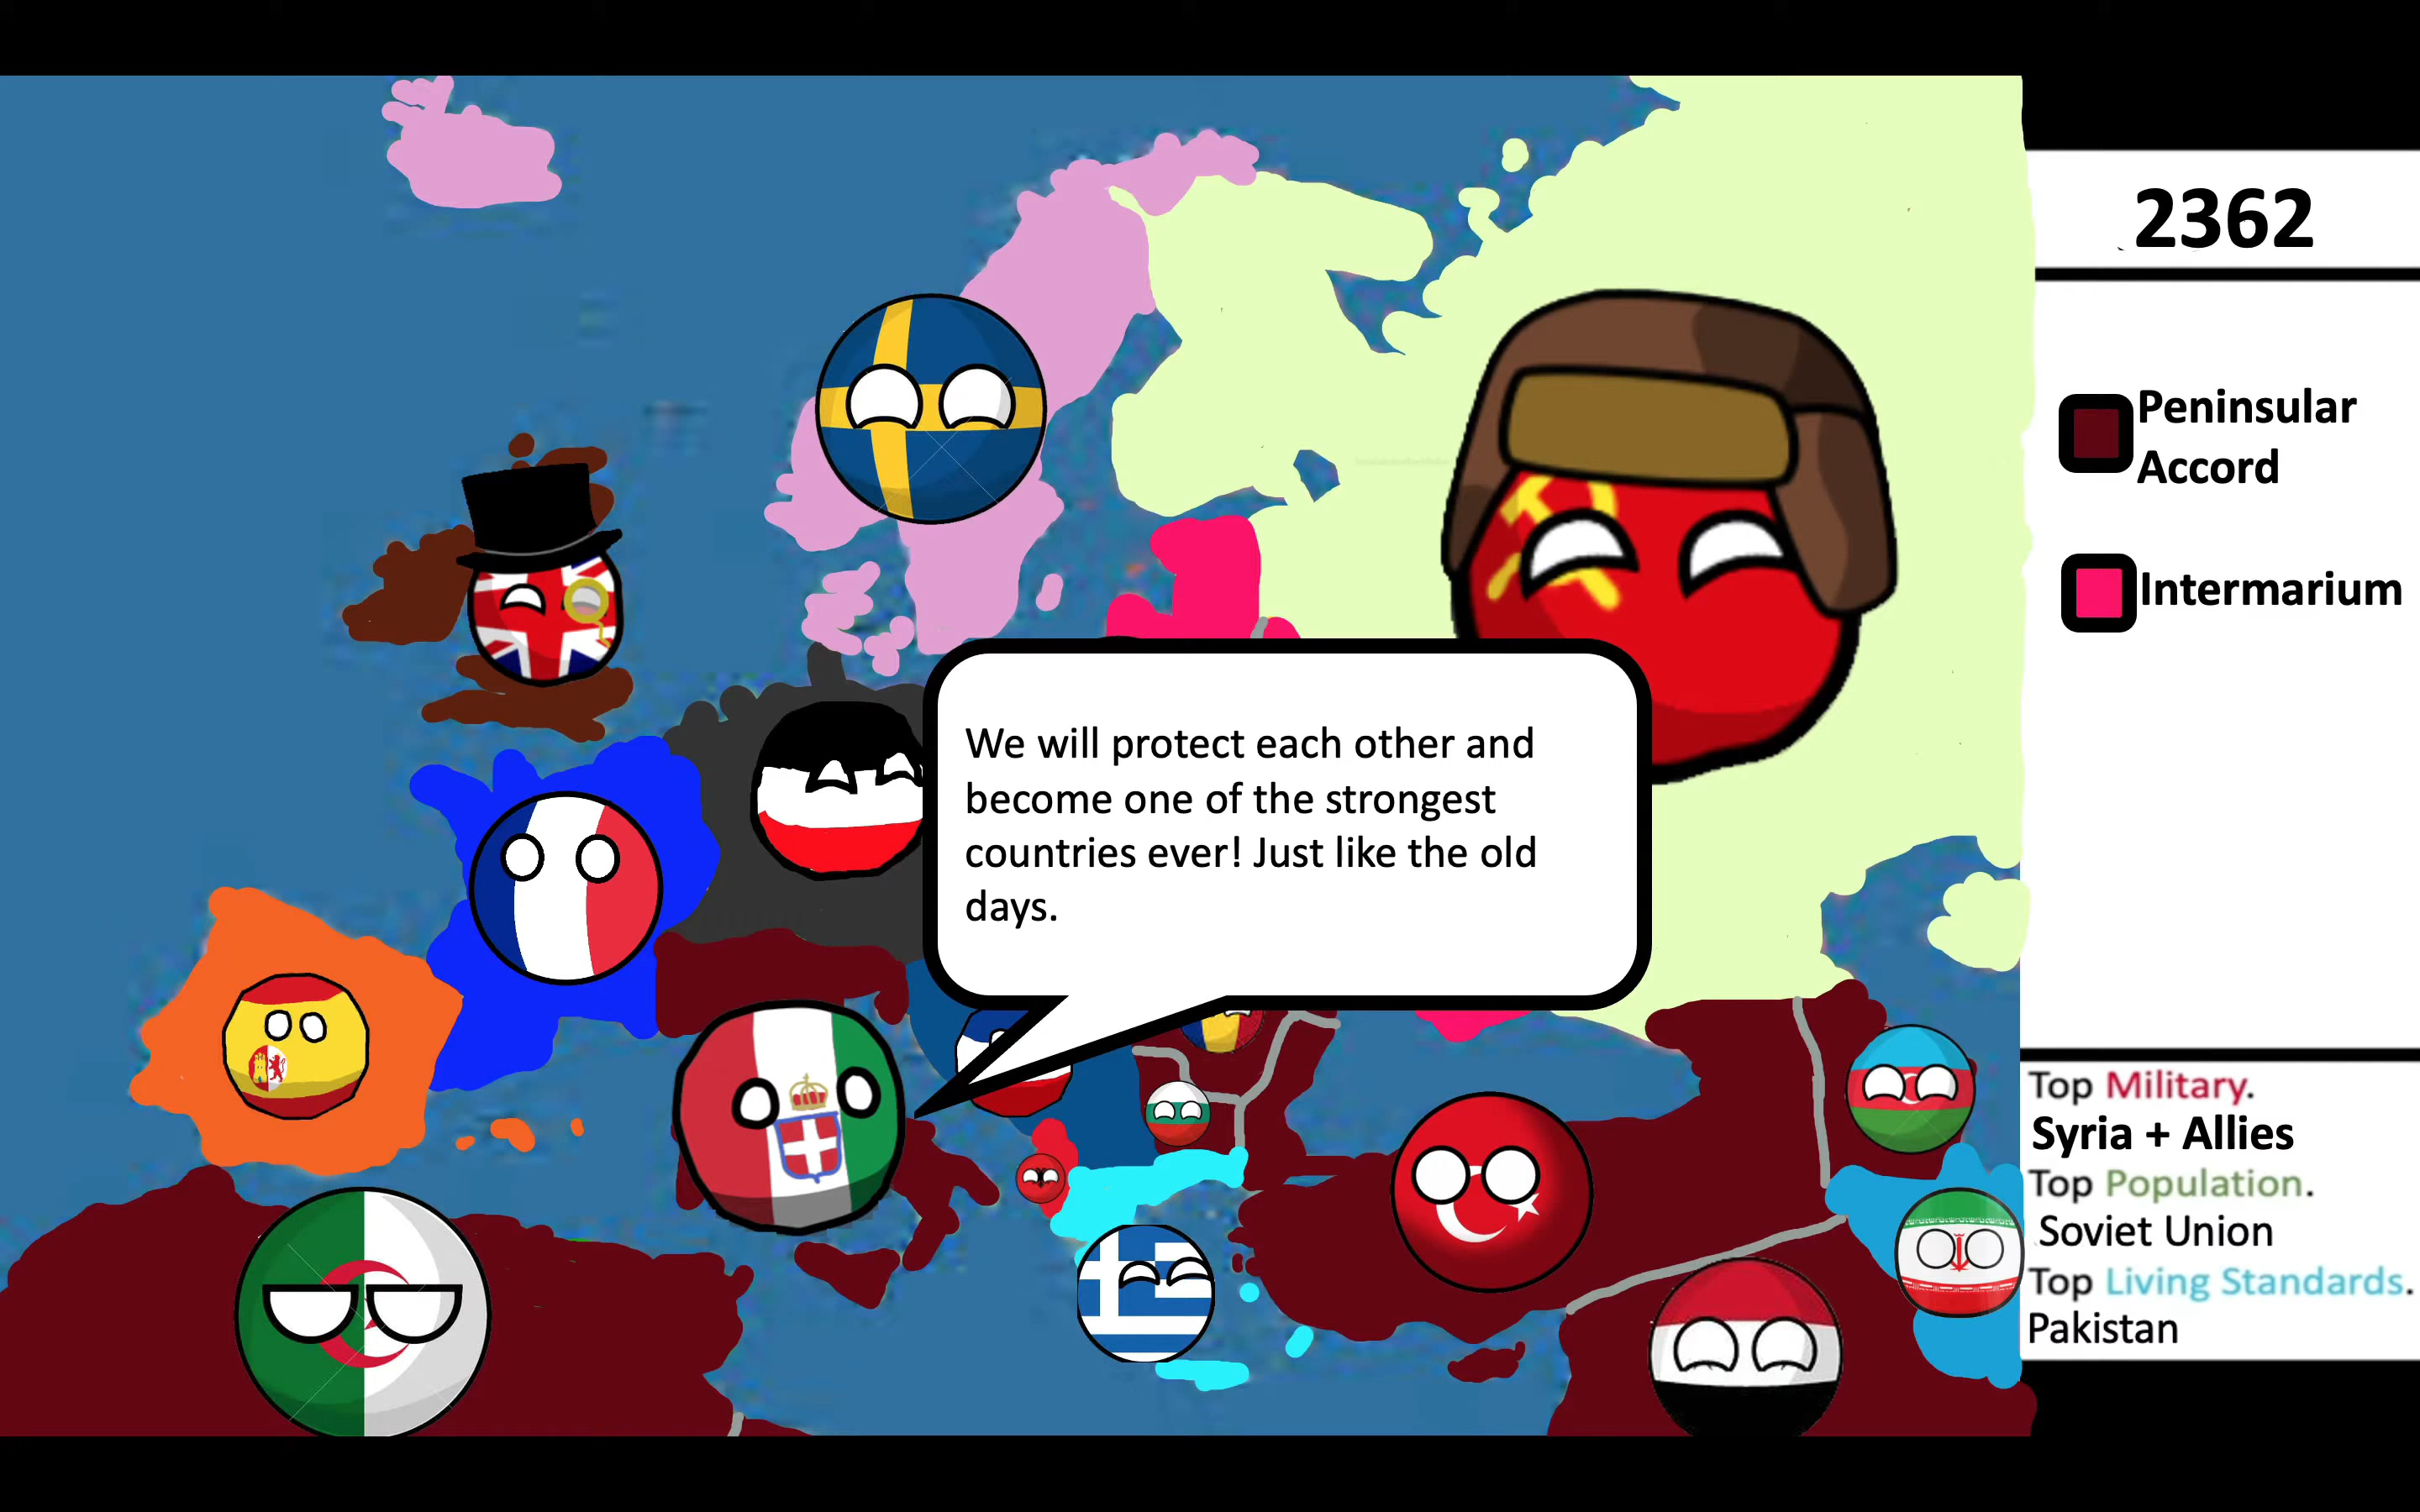 2362
Peninsular
Accord
Intermarium
We will protect each other and
become one of the strongest
countries ever! Just like the old
days.
Top Military.
Syria + Allies
Top Population.
Soviet Union
Top Living Standards.
Pakistan